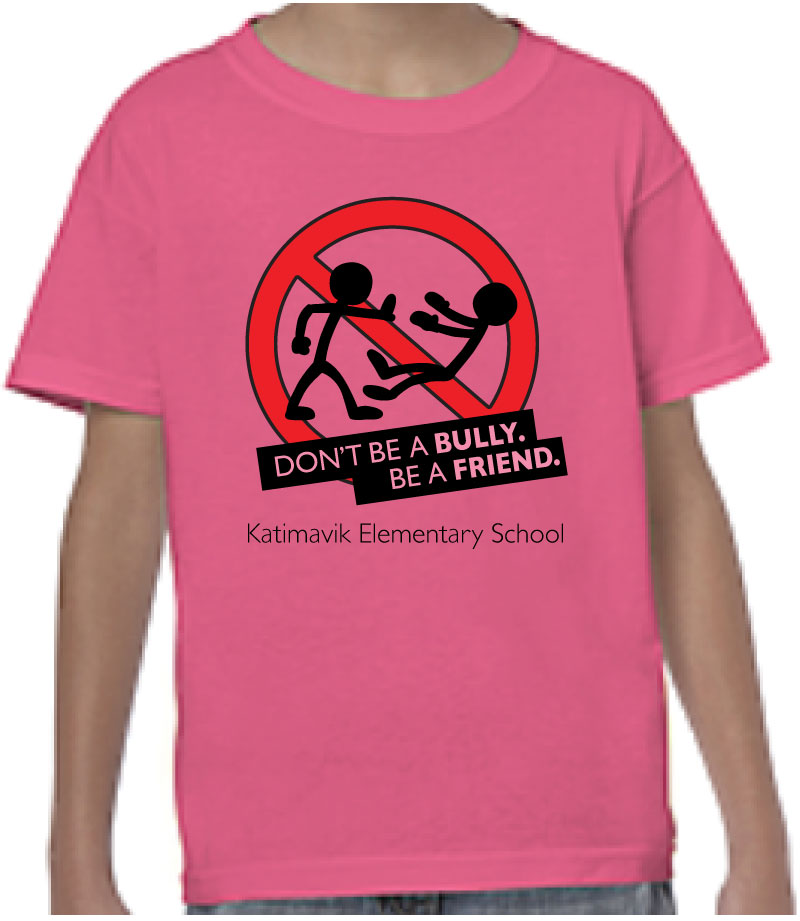 DON'T BE A BULLY.
BE A FRIEND.
Katimavik Elementary School